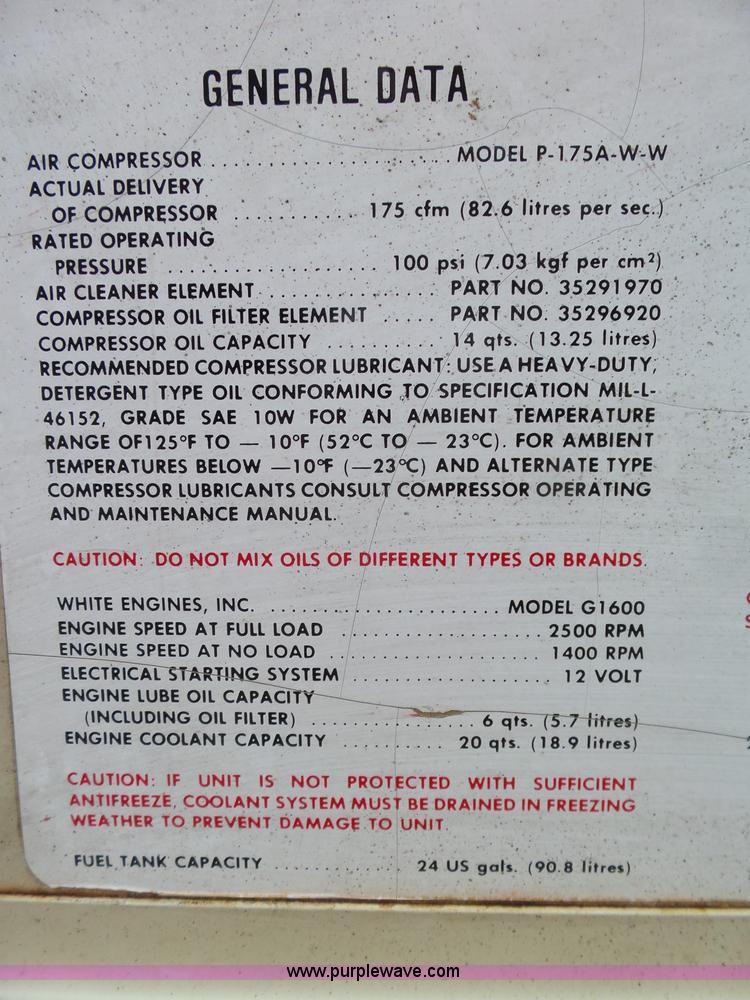 GENERAL DATA
AIR COMPRESSOR ........................ MODEL P-175A-W-W
ACTUAL DELIVERY
OF COMPRESSOR ............ 175 cfm (82.6 litres per sec.)
RATED OPERATING
PRESSURE .................... 100 psi (7.03 kgf per cm²)
AIR CLEANER ELEMENT ................. PART NO. 35291970
COMPRESSOR OIL FILTER ELEMENT ..... PART NO. 35296920
COMPRESSOR OIL CAPACITY .......... 14 qts. (13.25 litres)
RECOMMENDED COMPRESSOR LUBRICANT: USE A HEAVY-DUTY,
DETERGENT TYPE OIL CONFORMING TO SPECIFICATION MIL-L-
46152, GRADE SAE 10W FOR AN AMBIENT TEMPERATURE
RANGE OF125°F TO — 10°F (52°C TO — 23°C). FOR AMBIENT
TEMPERATURES BELOW —10°F (—23°C) AND ALTERNATE TYPE
COMPRESSOR LUBRICANTS CONSULT COMPRESSOR OPERATING
AND MAINTENANCE MANUAL.
CAUTION: DO NOT MIX OILS OF DIFFERENT TYPES OR BRANDS.
WHITE ENGINES, INC. ........................ MODEL G1600
ENGINE SPEED AT FULL LOAD .................... 2500 RPM
ENGINE SPEED AT NO LOAD ..................... 1400 RPM
ELECTRICAL STARTING SYSTEM .................... 12 VOLT
ENGINE LUBE OIL CAPACITY
(INCLUDING OIL FILTER) ................ 6 qts. (5.7 litres)
ENGINE COOLANT CAPACITY .......... 20 qts. (18.9 litres)
CAUTION: IF UNIT IS NOT PROTECTED WITH SUFFICIENT
ANTIFREEZE, COOLANT SYSTEM MUST BE DRAINED IN FREEZING
WEATHER TO PREVENT DAMAGE TO UNIT.
FUEL TANK CAPACITY .............. 24 US gals. (90.8 litres)
www.purplewave.com